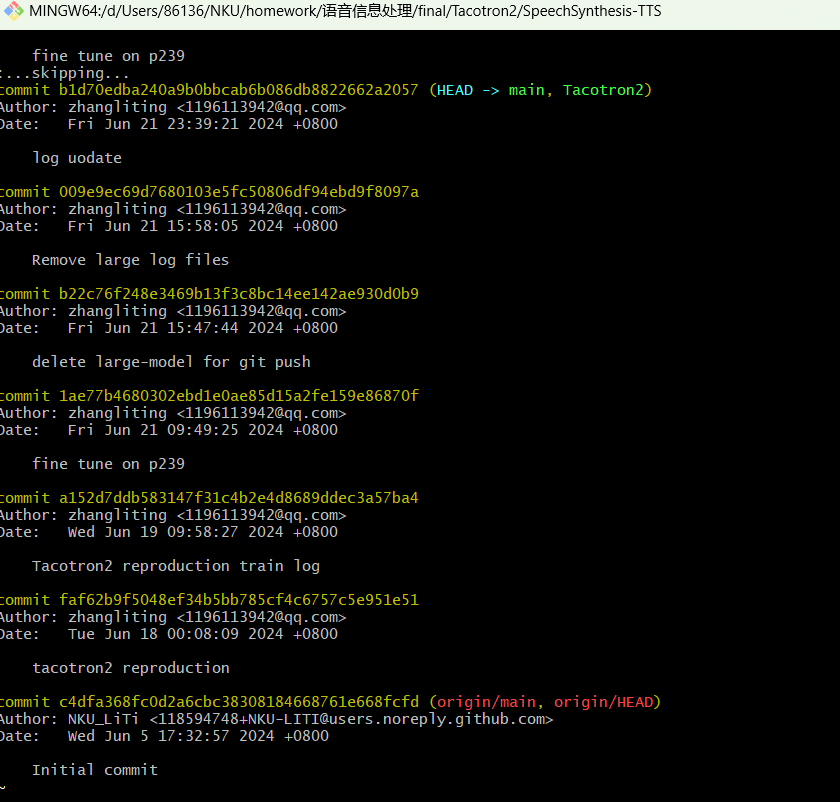 MINGW64:/d/Users/86136/NKU/homework/语音信息处理/final/Tacotron2/SpeechSynthesis-TTS
fine tune on p239
:...skipping...
commit b1d70edba240a9b0bbcab6b086db8822662a2057 (HEAD -> main, Tacotron2)
Author: zhangliting <1196113942@qq.com>
Date:   Fri Jun 21 23:39:21 2024 +0800
log uodate
commit 009e9ec69d7680103e5fc50806df94ebd9f8097a
Author: zhangliting <1196113942@qq.com>
Date:   Fri Jun 21 15:58:05 2024 +0800
Remove large log files
commit b22c76f248e3469b13f3c8bc14ee142ae930d0b9
Author: zhangliting <1196113942@qq.com>
Date:   Fri Jun 21 15:47:44 2024 +0800
delete large-model for git push
commit 1ae77b4680302ebd1e0ae85d15a2fe159e86870f
Author: zhangliting <1196113942@qq.com>
Date:   Fri Jun 21 09:49:25 2024 +0800
fine tune on p239
commit a152d7ddb583147f31c4b2e4d8689ddec3a57ba4
Author: zhangliting <1196113942@qq.com>
Date:   Wed Jun 19 09:58:27 2024 +0800
Tacotron2 reproduction train log
commit faf62b9f5048ef34b5bb785cf4c6757c5e951e51
Author: zhangliting <1196113942@qq.com>
Date:   Tue Jun 18 00:08:09 2024 +0800
tacotron2 reproduction
commit c4dfa368fc0d2a6cbc38308184668761e668fcfd (origin/main, origin/HEAD)
Author: NKU_LiTi <118594748+NKU-LITI@users.noreply.github.com>
Date:   Wed Jun 5 17:32:57 2024 +0800
Initial commit
~